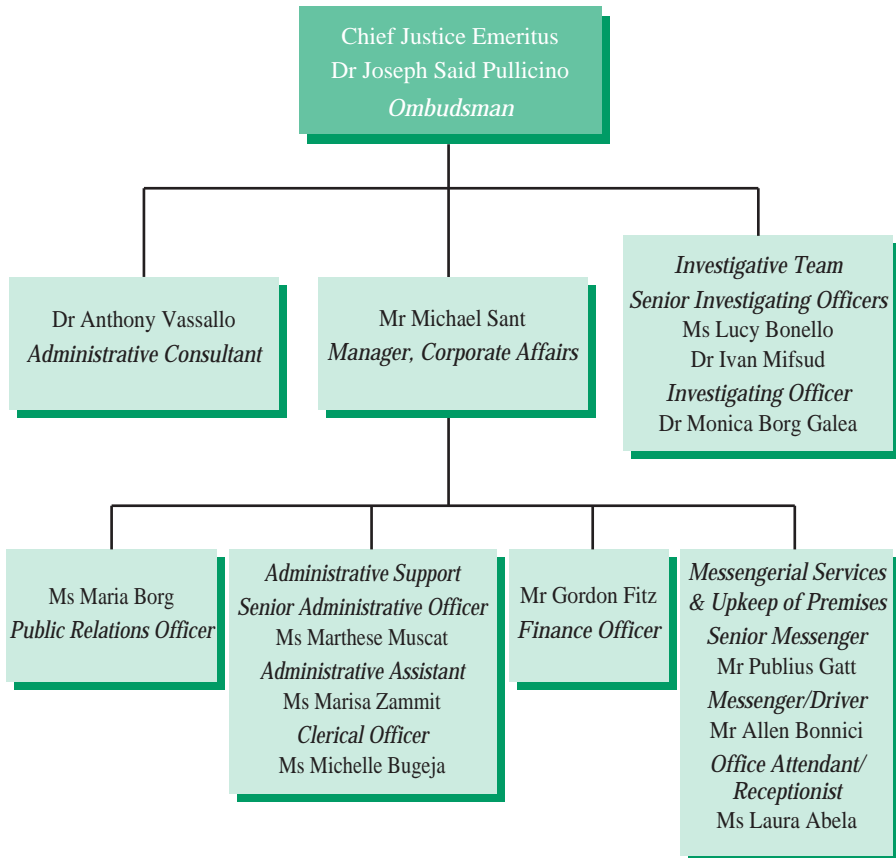 Chief Justice Emeritus
Dr Joseph Said Pullicino
Ombudsman
Dr Anthony Vassallo
Administrative Consultant
Mr Michael Sant
Manager, Corporate Affairs
Investigative Team
Senior Investigating Officers
Ms Lucy Bonello
Dr Ivan Mifsud
Investigating Officer
Dr Monica Borg Galea
Ms Maria Borg
Public Relations Officer
Administrative Support
Senior Administrative Officer
Ms Marthese Muscat
Administrative Assistant
Ms Marisa Zammit
Clerical Officer
Ms Michelle Bugeja
Mr Gordon Fitz
Finance Officer
Messengerial Services
& Upkeep of Premises
Senior Messenger
Mr Publius Gatt
Messenger/Driver
Mr Allen Bonnici
Office Attendant/
Receptionist
Ms Laura Abela